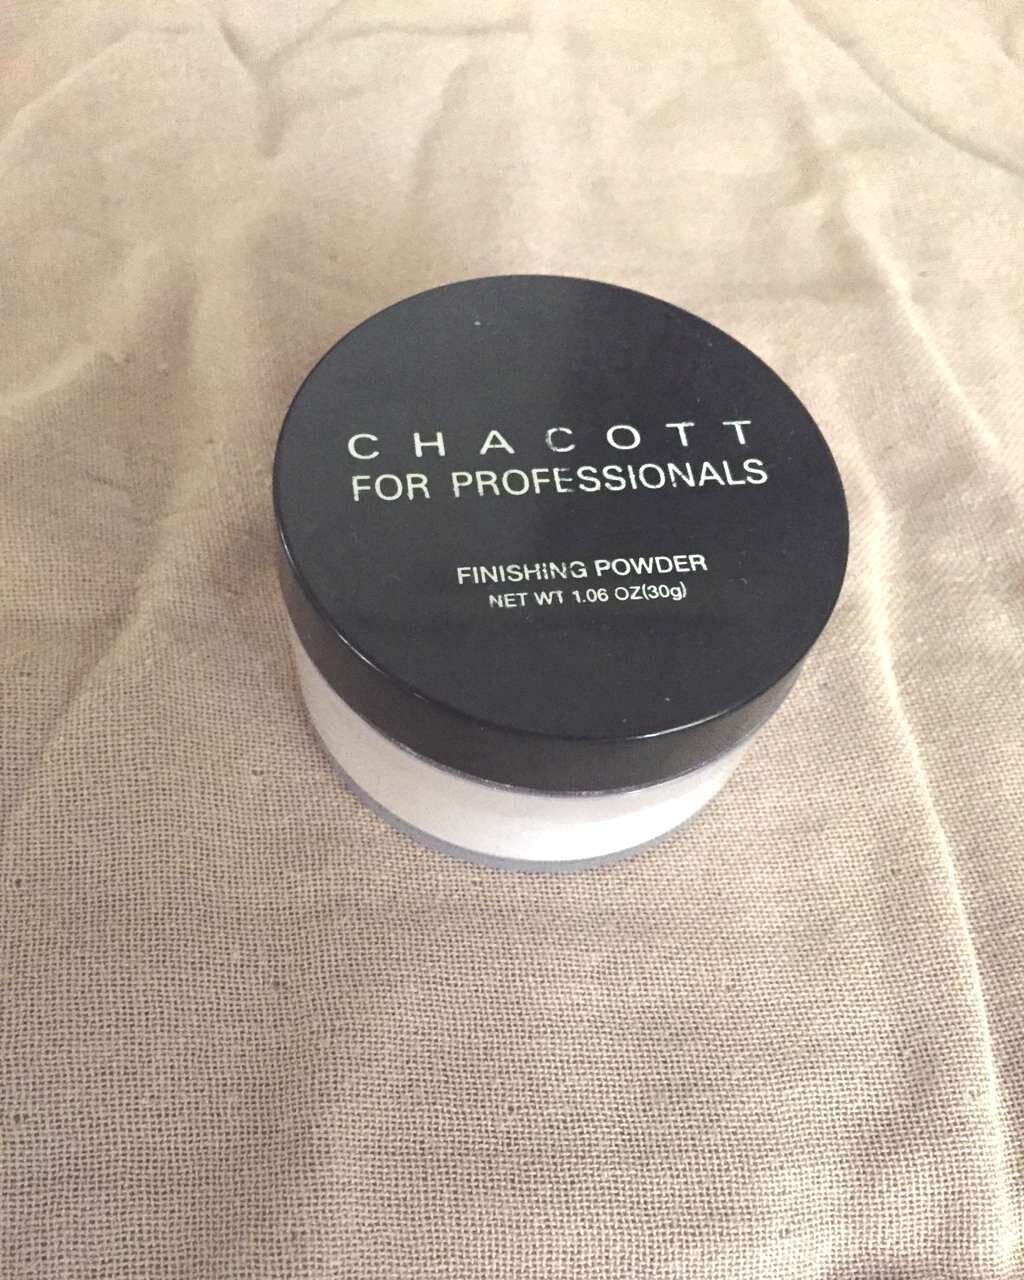 CHACOTT
FOR PROFESSIONALS
FINISHING POWDER
NET WT 1.06 OZ(30g)